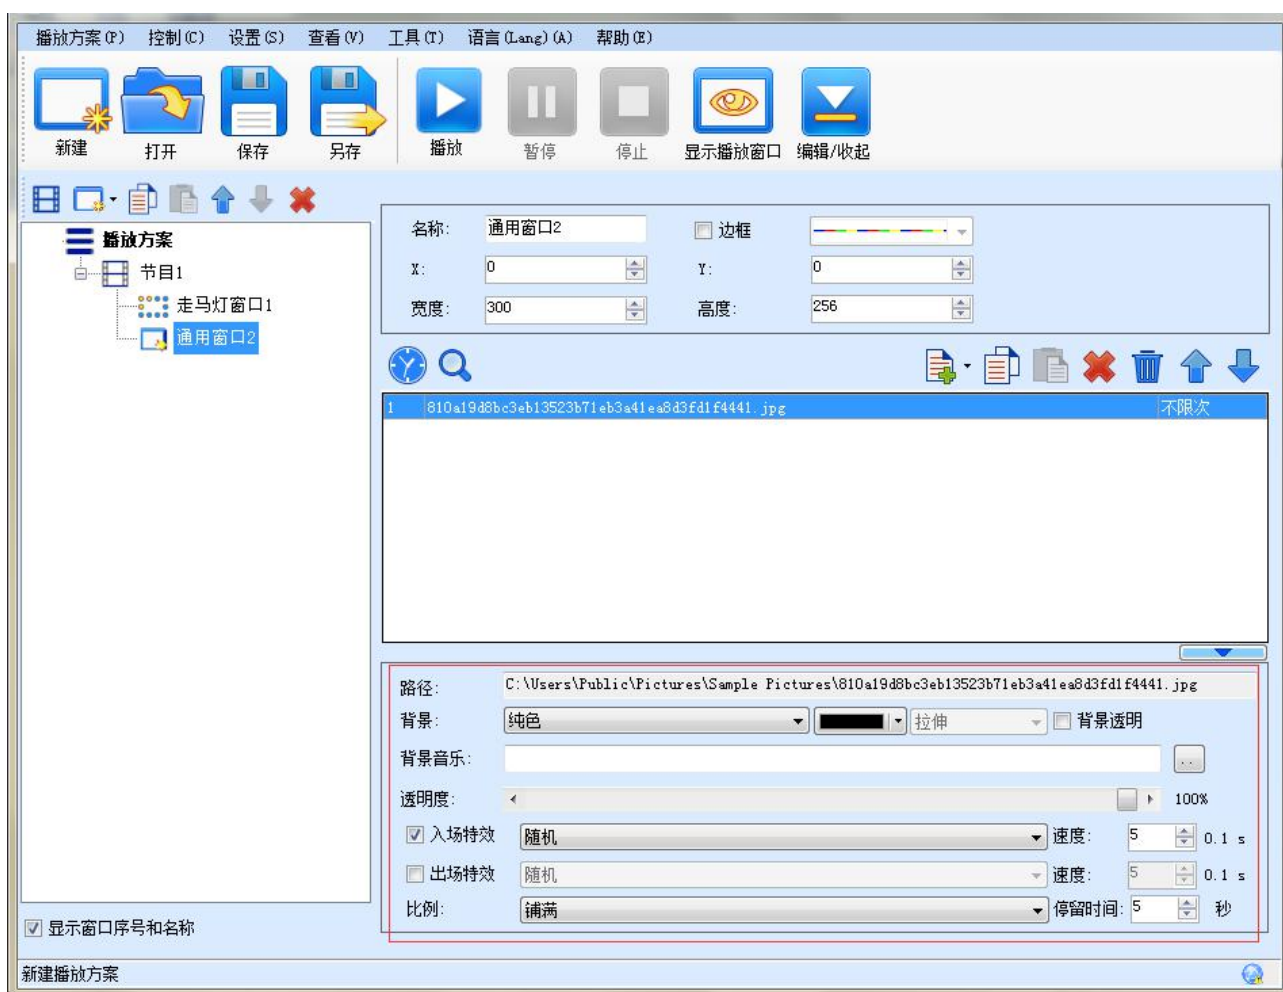 播放方案(P) 控制(C) 设置(S) 查看(V) 工具(T) 语言(Lang)(A) 帮助(E)
新建 打开 保存 另存 播放 暂停 停止 显示播放窗口 编辑/收起
播放方案
节目1
走马灯窗口1
通用窗口2
显示窗口序号和名称
名称: 通用窗口2 边框
X: 0 Y: 0
宽度: 300 高度: 256
1 810a19d8bc3eb13523b71eb3a41ea8d3fd1f4441.jpg 不限次
路径: C:\Users\Public\Pictures\Sample Pictures\810a19d8bc3eb13523b71eb3a41ea8d3fd1f4441.jpg
背景: 纯色 拉伸 背景透明
背景音乐: ..
透明度: 100%
入场特效 随机 速度: 5 0.1 s
出场特效 随机 速度: 5 0.1 s
比例: 铺满 停留时间: 5 秒
新建播放方案